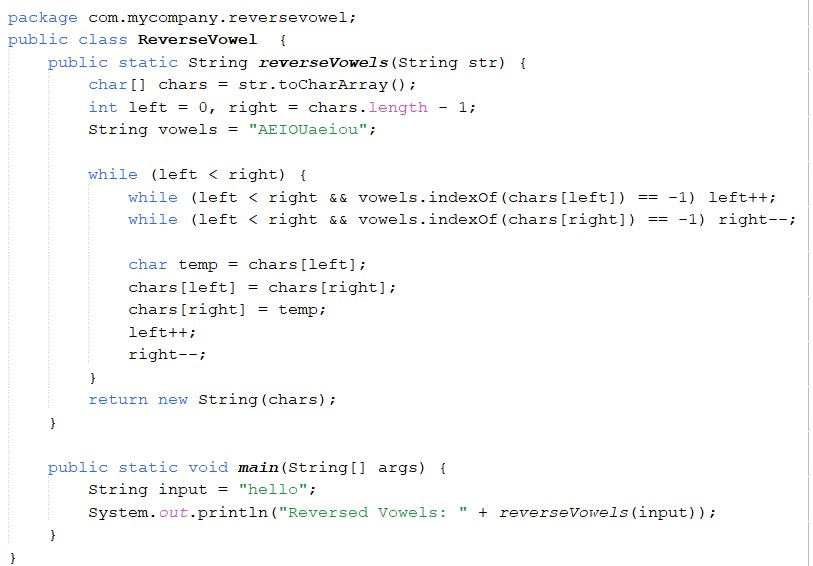 package com.mycompany.reversevowel;
public class ReverseVowel  {
    public static String reverseVowels(String str) {
        char[] chars = str.toCharArray();
        int left = 0, right = chars.length - 1;
        String vowels = "AEIOUaeiou";

        while (left < right) {
            while (left < right && vowels.indexOf(chars[left]) == -1) left++;
            while (left < right && vowels.indexOf(chars[right]) == -1) right--;

            char temp = chars[left];
            chars[left] = chars[right];
            chars[right] = temp;
            left++;
            right--;
        }
        return new String(chars);
    }

    public static void main(String[] args) {
        String input = "hello";
        System.out.println("Reversed Vowels: " + reverseVowels(input));
    }
}